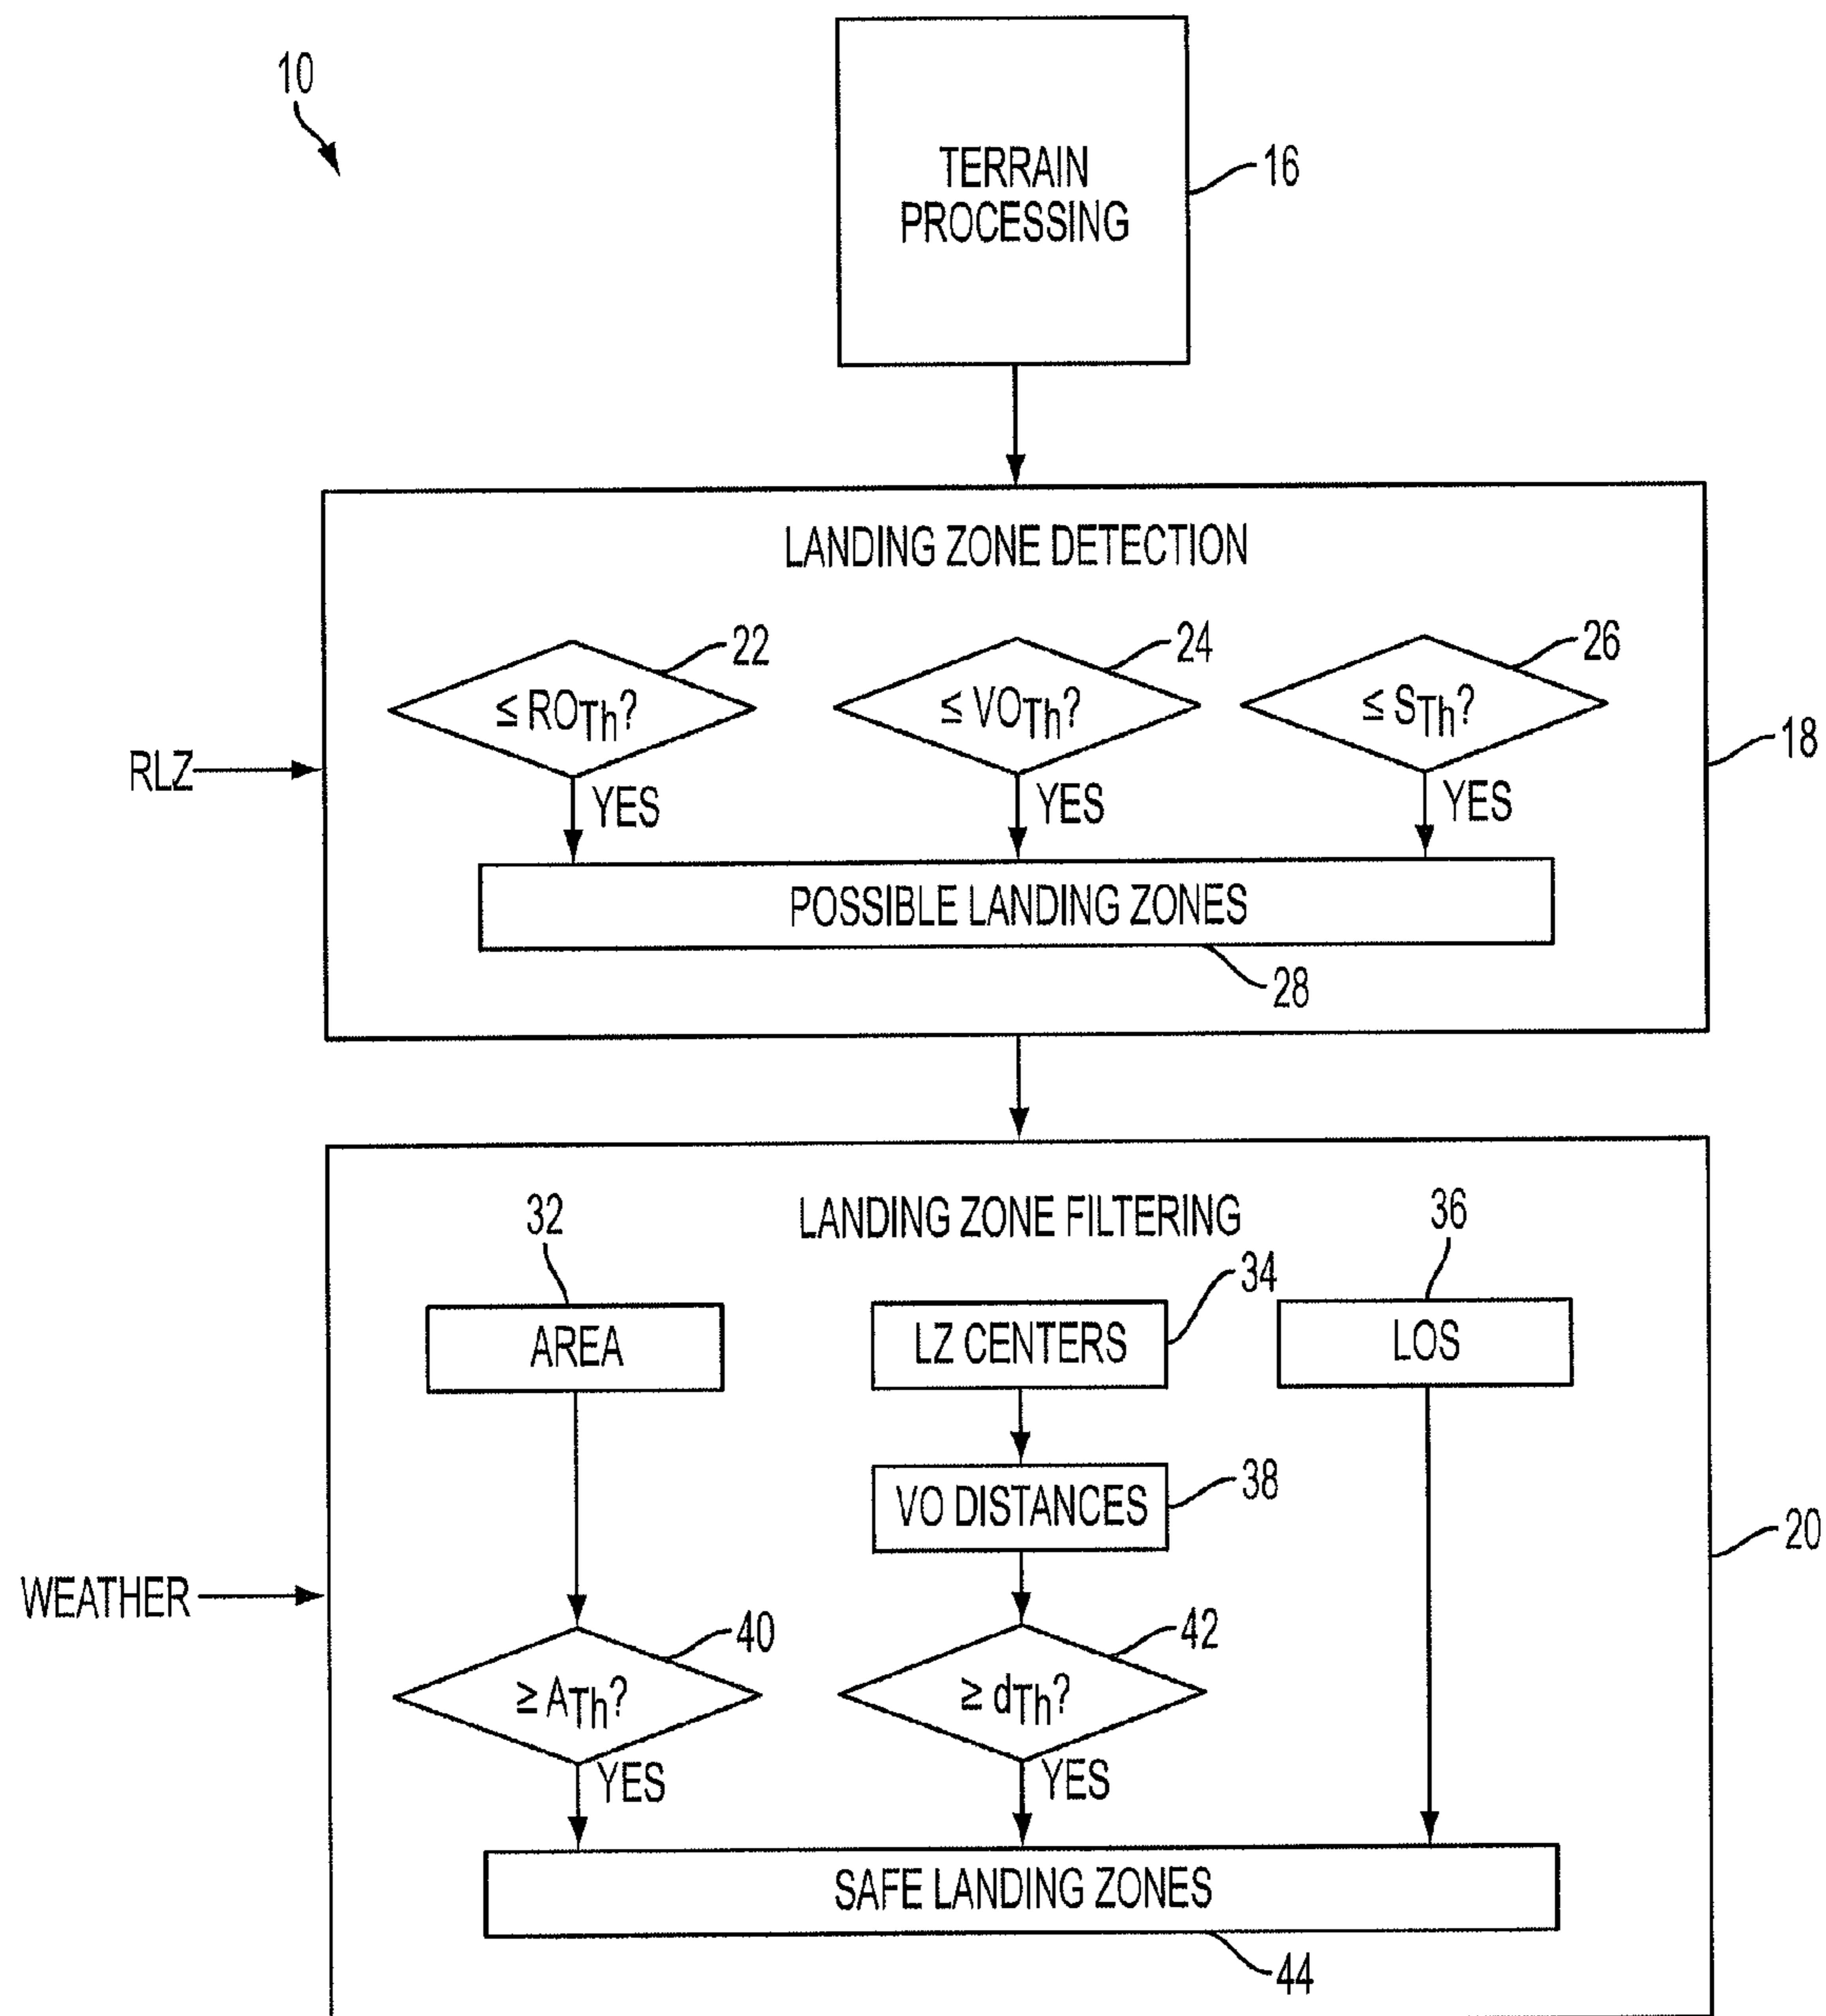 10
TERRAIN
PROCESSING
16
LANDING ZONE DETECTION
22
24
26
≤ ROTh?
≤ VOTh?
≤ STh?
18
RLZ
YES
YES
YES
POSSIBLE LANDING ZONES
28
LANDING ZONE FILTERING
32
34
36
AREA
LZ CENTERS
LOS
VO DISTANCES
38
20
WEATHER
40
42
≥ ATh?
≥ dTh?
YES
YES
SAFE LANDING ZONES
44